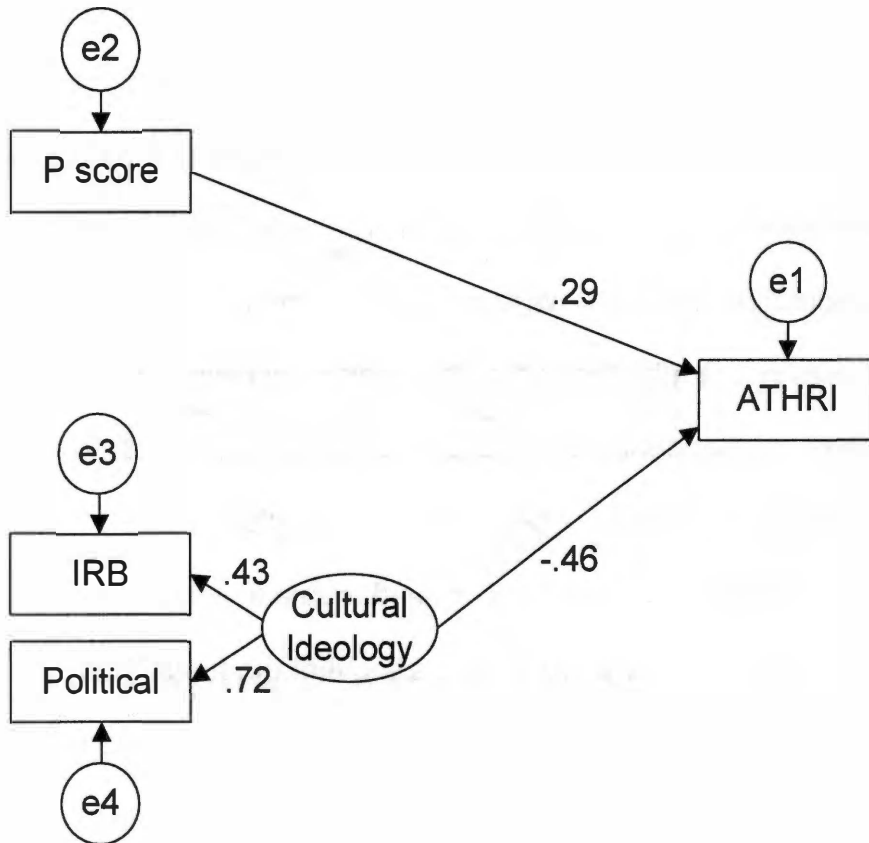 e2
P score
.29
e1
ATHRI
e3
IRB
.43
-.46
Cultural
Ideology
Political
.72
e4